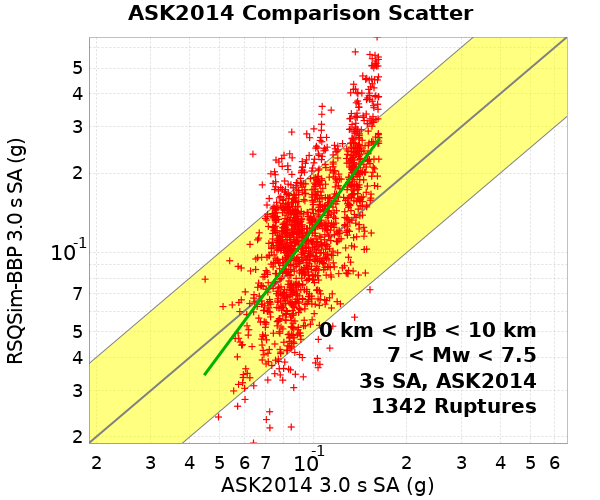 ASK2014 Comparison Scatter
RSQSim-BBP 3.0 s SA (g)
5
4
3
2
10-1
7
5
4
3
2
0 km < rJB < 10 km
7 < Mw < 7.5
3s SA, ASK2014
1342 Ruptures
2 3 4 5 6 7 10-1 2 3 4 5 6
ASK2014 3.0 s SA (g)